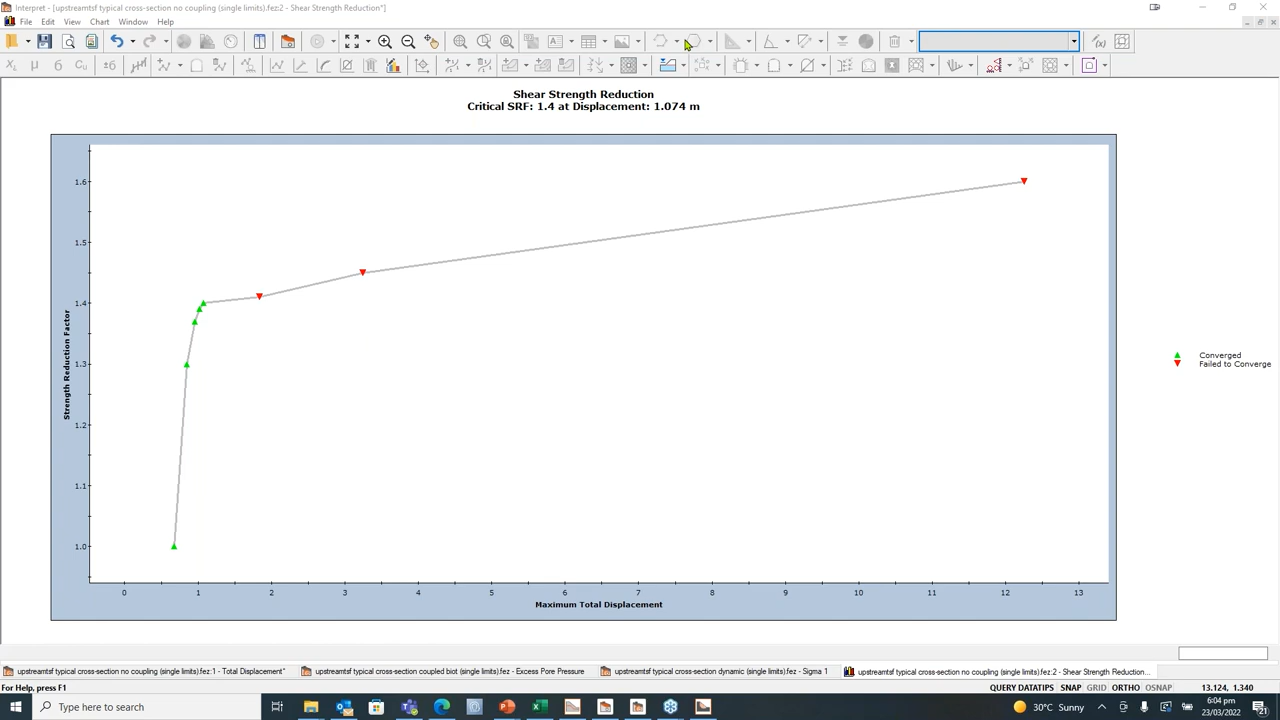 Interpret - [upstreamtsf typical cross-section no coupling (single limits).fez:2 - Shear Strength Reduction*]
File Edit View Chart Window Help
Shear Strength Reduction
Critical SRF: 1.4 at Displacement: 1.074 m
1.6
1.5
1.4
1.3
1.2
1.1
1.0
Strength Reduction Factor
Converged
Failed to Converge
0 1 2 3 4 5 6 7 8 9 10 11 12 13
Maximum Total Displacement
upstreamtsf typical cross-section no coupling (single limits).fez:1 - Total Displacement* upstreamtsf typical cross-section coupled biot (single limits).fez - Excess Pore Pressure upstreamtsf typical cross-section dynamic (single limits).fez - Sigma 1 upstreamtsf typical cross-section no coupling (single limits).fez:2 - Shear Strength Reduction...
For Help, press F1 QUERY DATATIPS SNAP GRID ORTHO OSNAP 13.124, 1.340
Type here to search 30°C Sunny 6:04 pm
23/03/2022